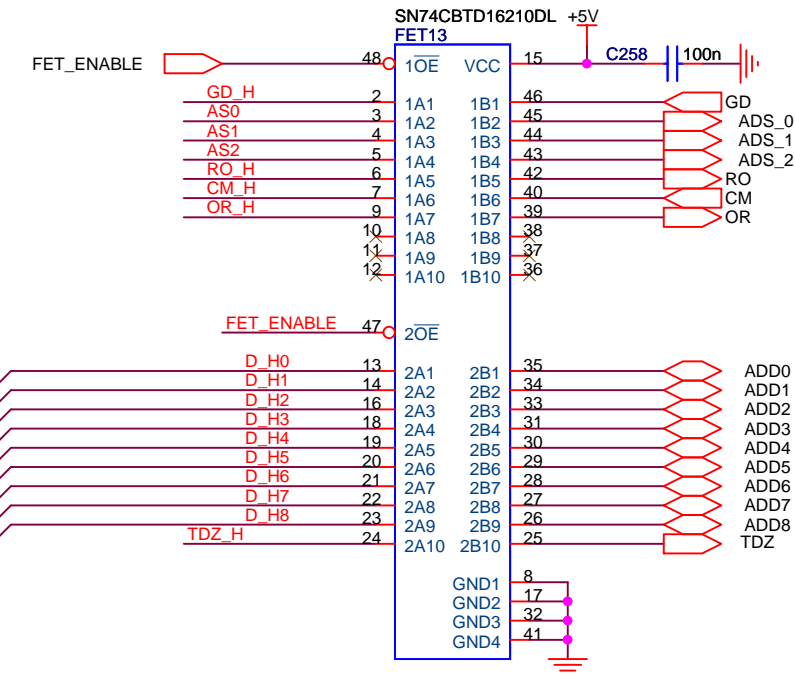 SN74CBTD16210DL +5V
FET13
FET_ENABLE 48 1OE VCC 15 C258 100n
GD_H 2 1A1 1B1 46 GD
AS0 3 1A2 1B2 45 ADS_0
AS1 4 1A3 1B3 44 ADS_1
AS2 5 1A4 1B4 43 ADS_2
RO_H 6 1A5 1B5 42 RO
CM_H 7 1A6 1B6 40 CM
OR_H 9 1A7 1B7 39 OR
10 1A8 1B8 38
11 1A9 1B9 37
12 1A10 1B10 36
FET_ENABLE 47 2OE
D_H0 13 2A1 2B1 35 ADD0
D_H1 14 2A2 2B2 34 ADD1
D_H2 16 2A3 2B3 33 ADD2
D_H3 18 2A4 2B4 31 ADD3
D_H4 19 2A5 2B5 30 ADD4
D_H5 20 2A6 2B6 29 ADD5
D_H6 21 2A7 2B7 28 ADD6
D_H7 22 2A8 2B8 27 ADD7
D_H8 23 2A9 2B9 26 ADD8
TDZ_H 24 2A10 2B10 25 TDZ
GND1 8
GND2 17
GND3 32
GND4 41